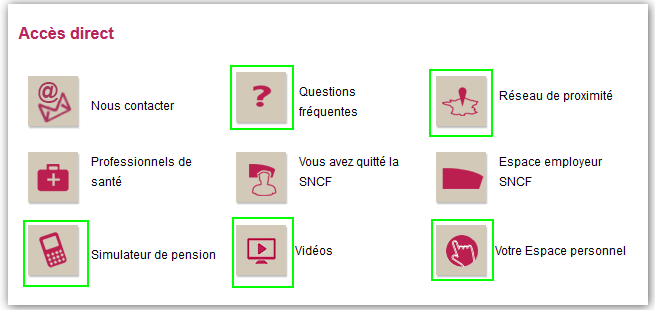 Accès direct
@
Nous contacter
?
Questions
fréquentes
Réseau de proximité
Professionnels de
santé
Vous avez quitté la
SNCF
Espace employeur
SNCF
Simulateur de pension
Vidéos
Votre Espace personnel